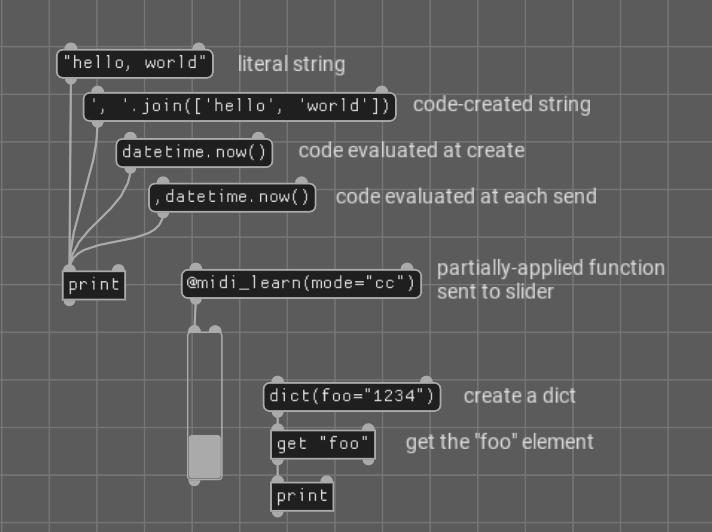 "hello, world" literal string
', '.join(['hello', 'world']) code-created string
datetime.now() code evaluated at create
,datetime.now() code evaluated at each send
print
@midi_learn(mode="cc") partially-applied function
sent to slider
dict(foo="1234") create a dict
get "foo" get the "foo" element
print